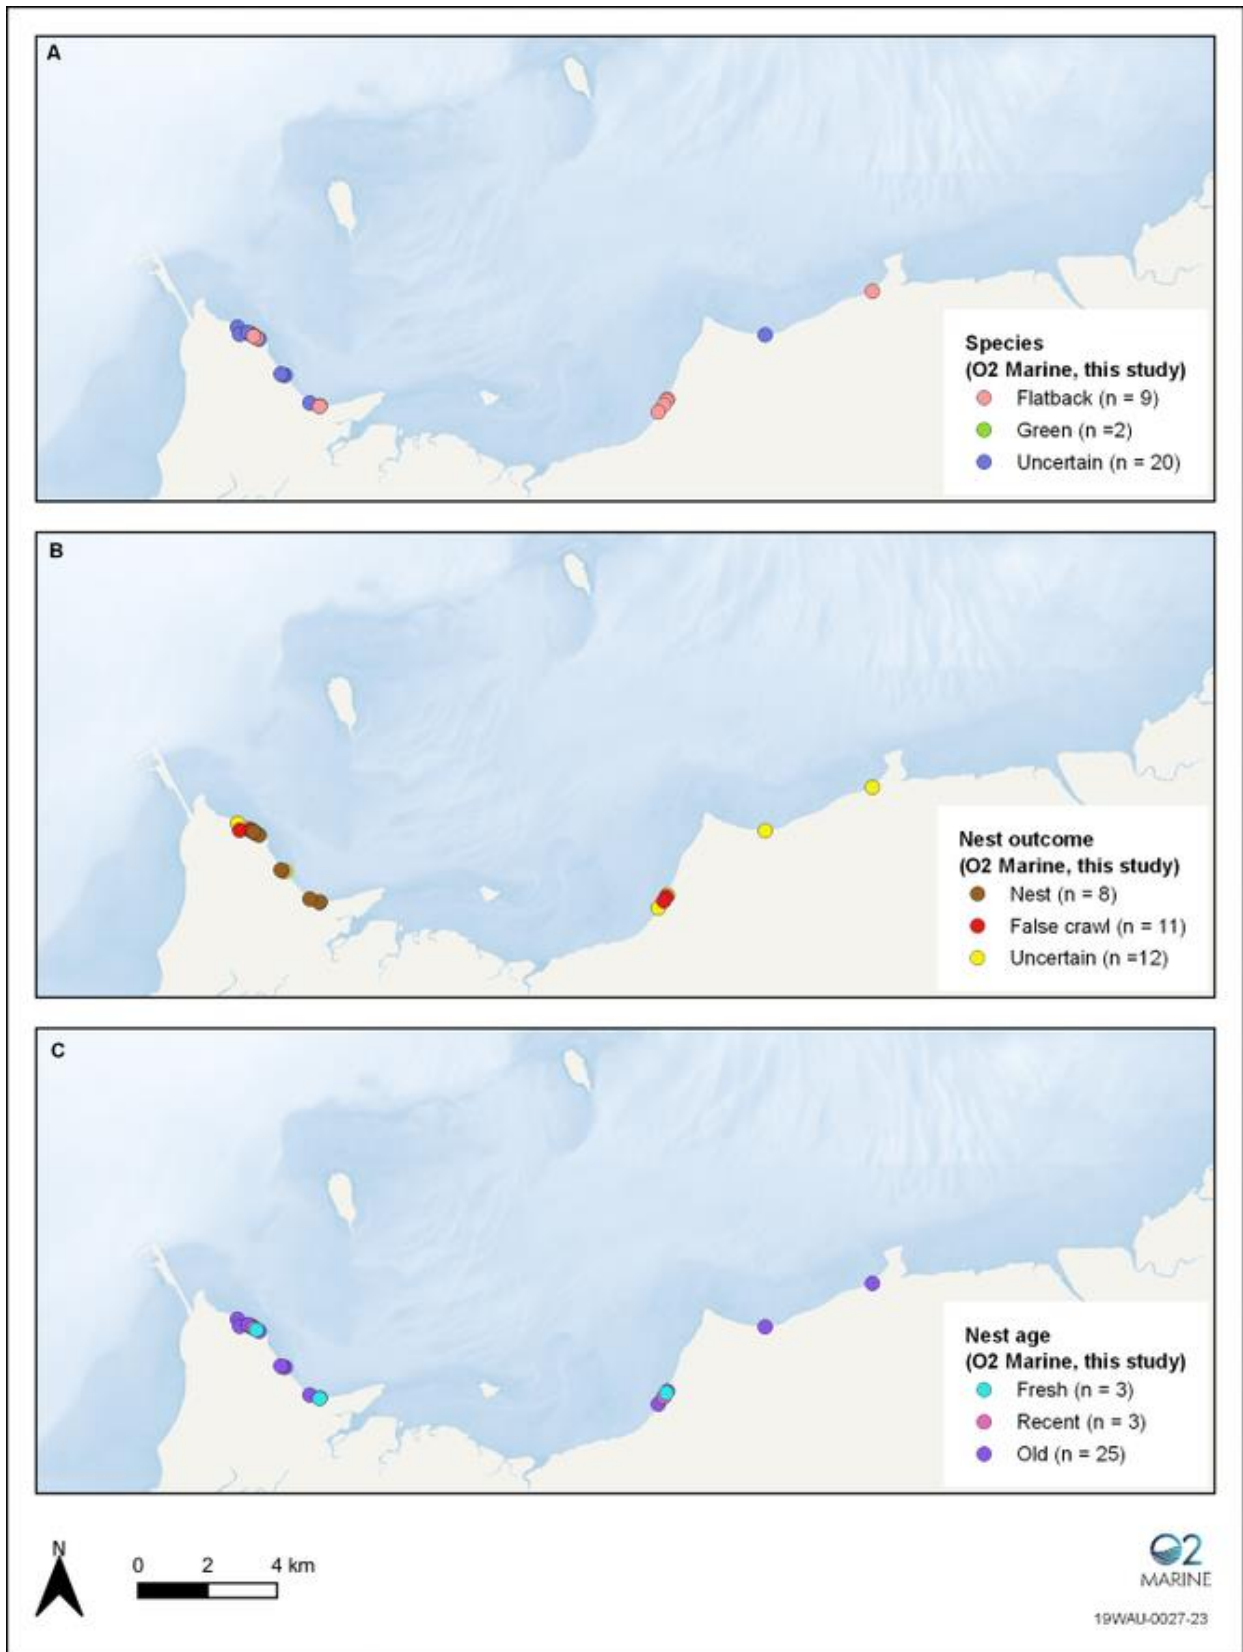 A
Species
(O2 Marine, this study)
Flatback (n = 9)
Green (n =2)
Uncertain (n = 20)
B
Nest outcome
(O2 Marine, this study)
Nest (n = 8)
False crawl (n = 11)
Uncertain (n =12)
C
Nest age
(O2 Marine, this study)
Fresh (n = 3)
Recent (n = 3)
Old (n = 25)
N
0 2 4 km
O2
MARINE
19WAU-0027-23